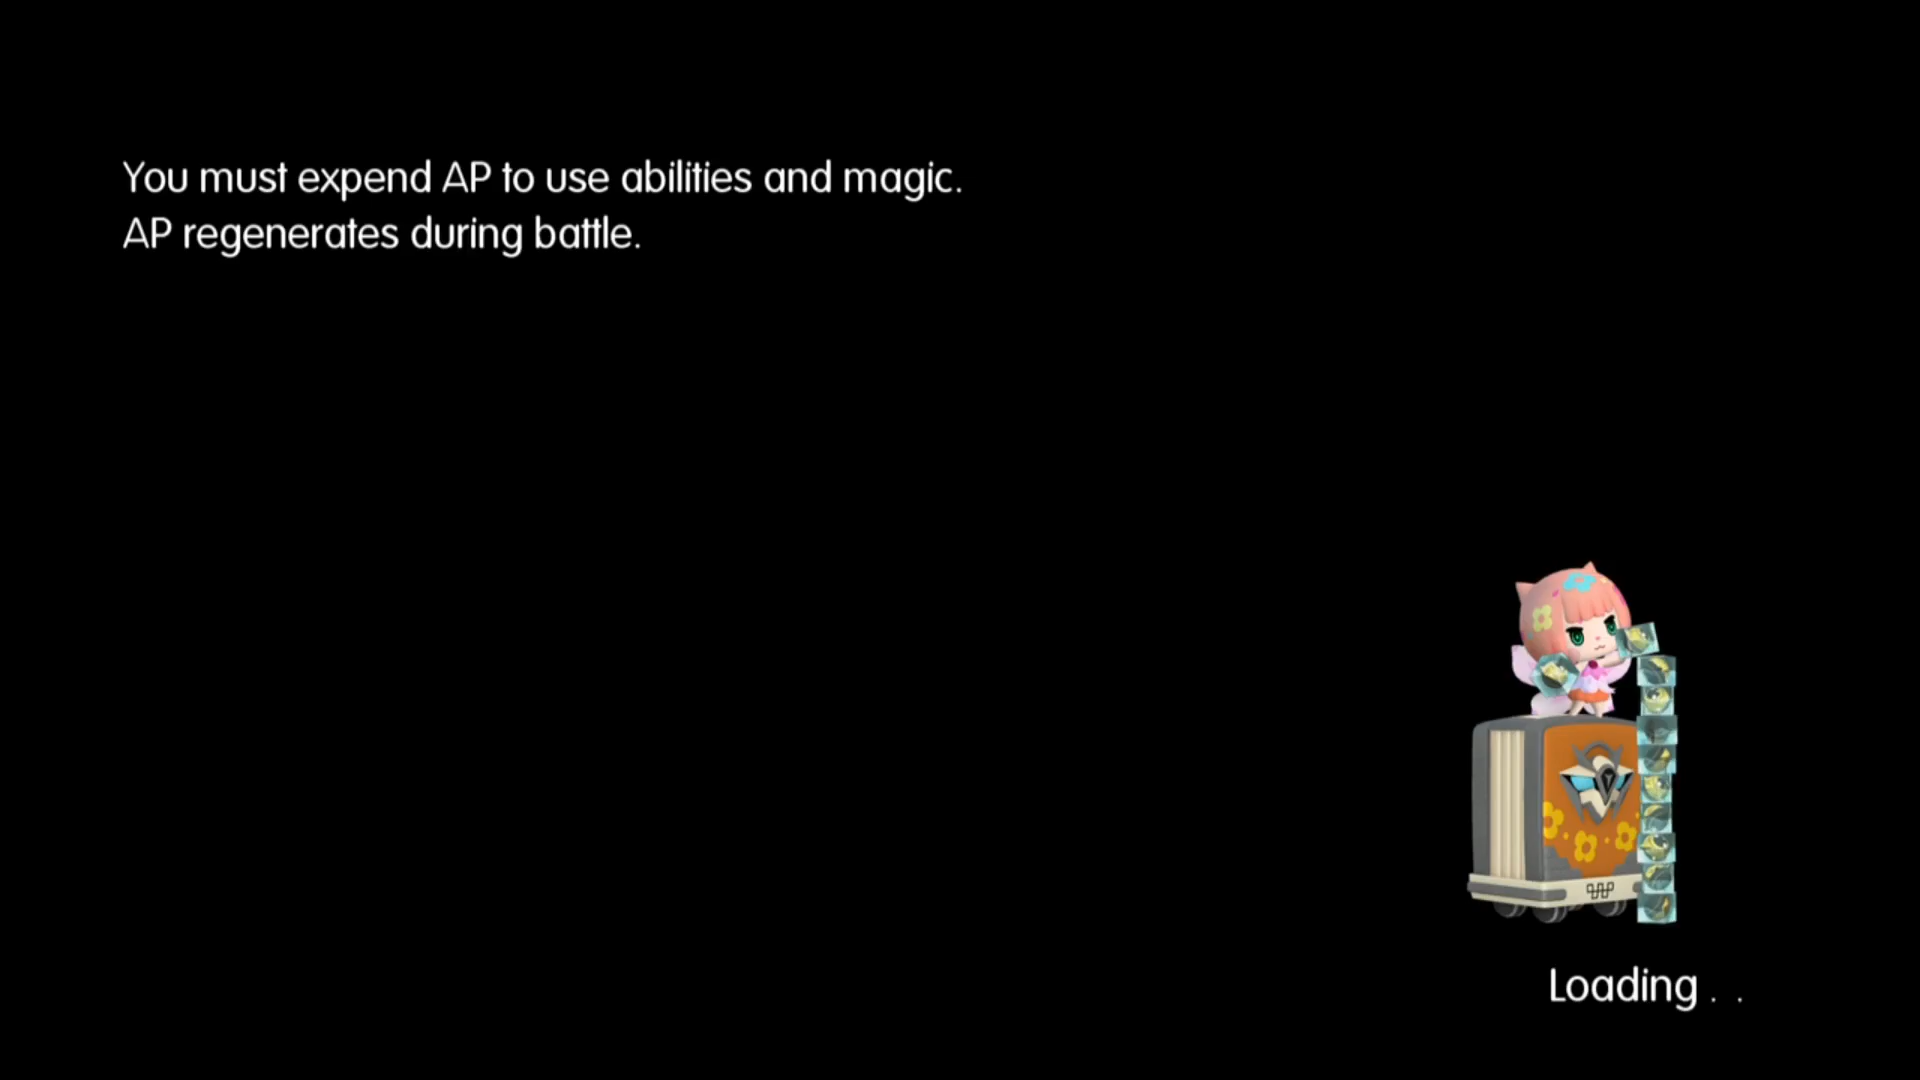 You must expend AP to use abilities and magic.
AP regenerates during battle.
Loading . .